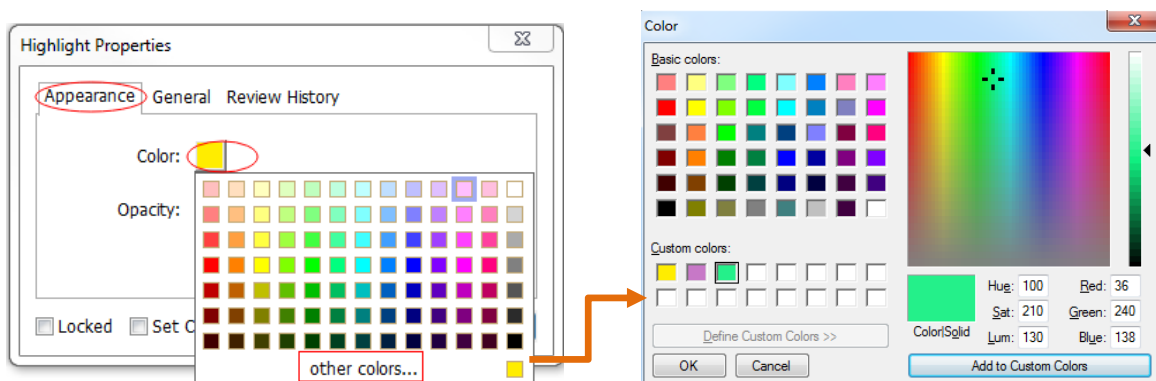 Highlight Properties
Appearance General Review History
Color:
Opacity:
Locked Set
other colors...
Color
Basic colors:
Custom colors:
Define Custom Colors >>
OK Cancel
Color|Solid
Hue: 100 Red: 36
Sat: 210 Green: 240
Lum: 130 Blue: 138
Add to Custom Colors